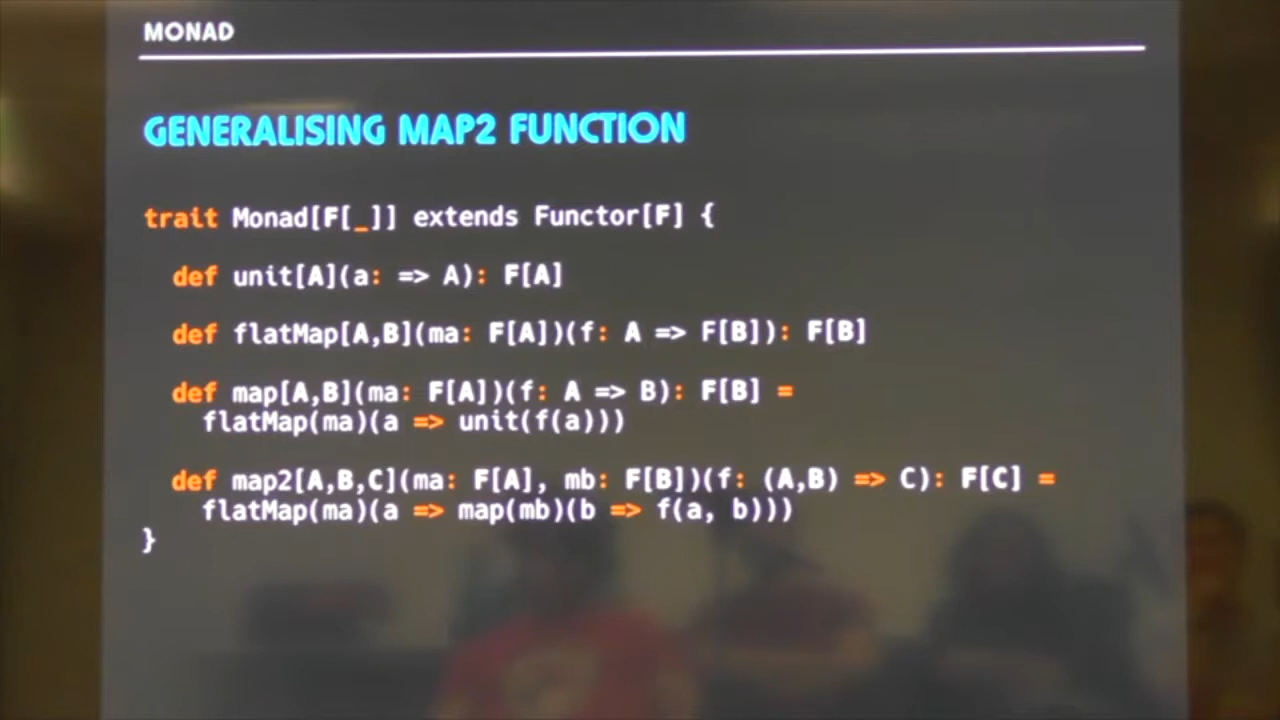 MONAD
GENERALISING MAP2 FUNCTION
trait Monad[F[_]] extends Functor[F] {
def unit[A](a: => A): F[A]
def flatMap[A,B](ma: F[A])(f: A => F[B]): F[B]
def map[A,B](ma: F[A])(f: A => B): F[B] =
flatMap(ma)(a => unit(f(a)))
def map2[A,B,C](ma: F[A], mb: F[B])(f: (A,B) => C): F[C] =
flatMap(ma)(a => map(mb)(b => f(a, b)))
}